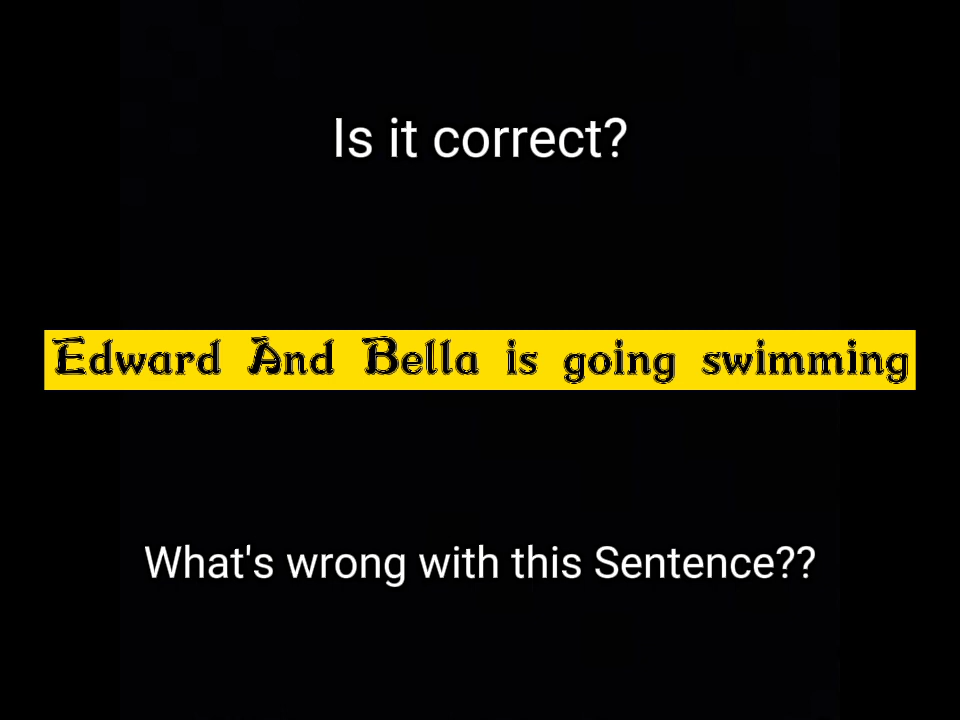 Is it correct?
Edward And Bella is going swimming
What's wrong with this Sentence??